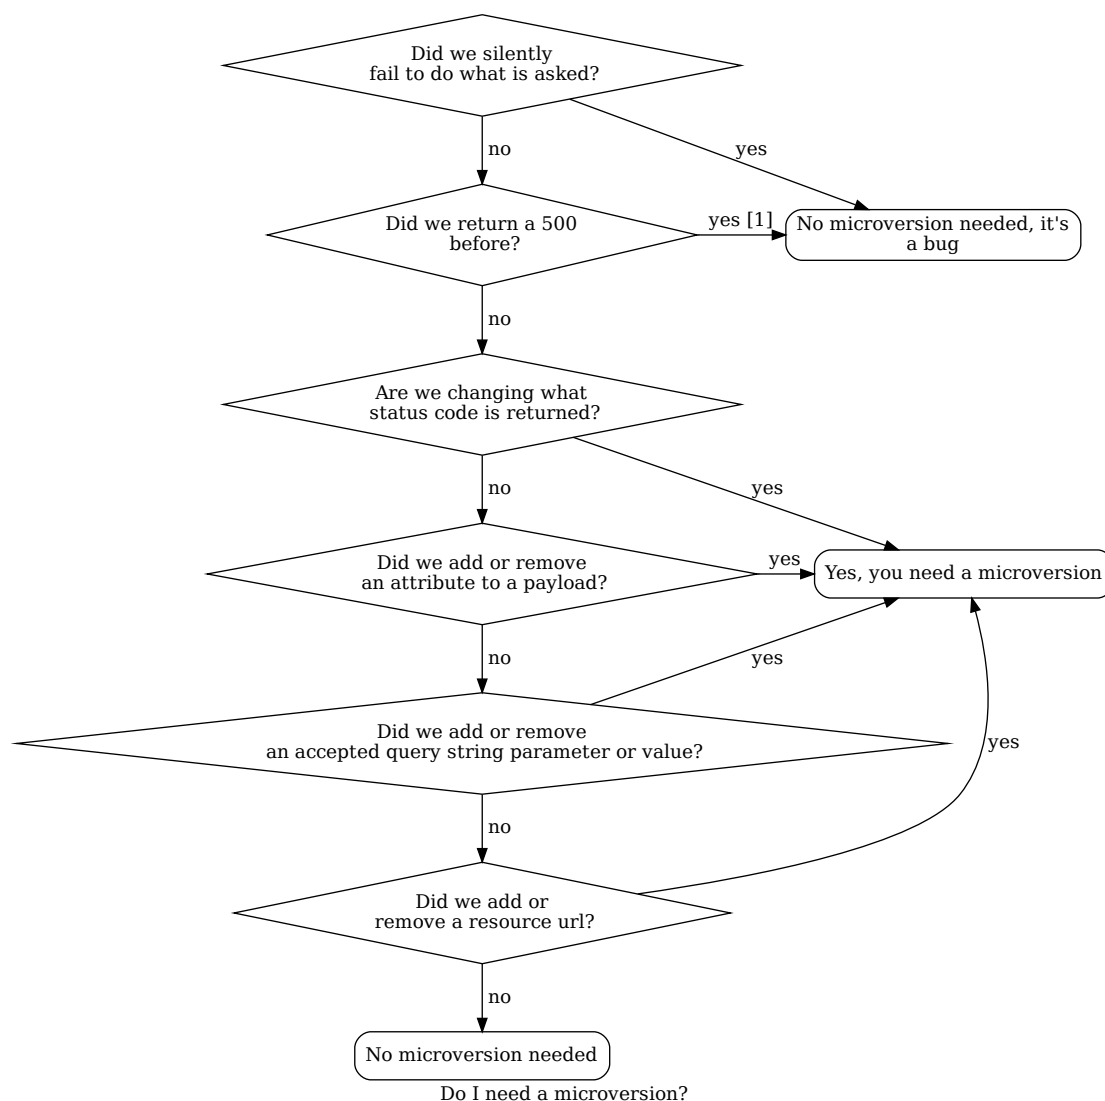 Did we silently
fail to do what is asked?
no
yes
Did we return a 500
before?
yes [1]
No microversion needed, it's
a bug
no
Are we changing what
status code is returned?
no
yes
Did we add or remove
an attribute to a payload?
yes
Yes, you need a microversion
no
yes
Did we add or remove
an accepted query string parameter or value?
yes
no
Did we add or
remove a resource url?
no
No microversion needed
Do I need a microversion?